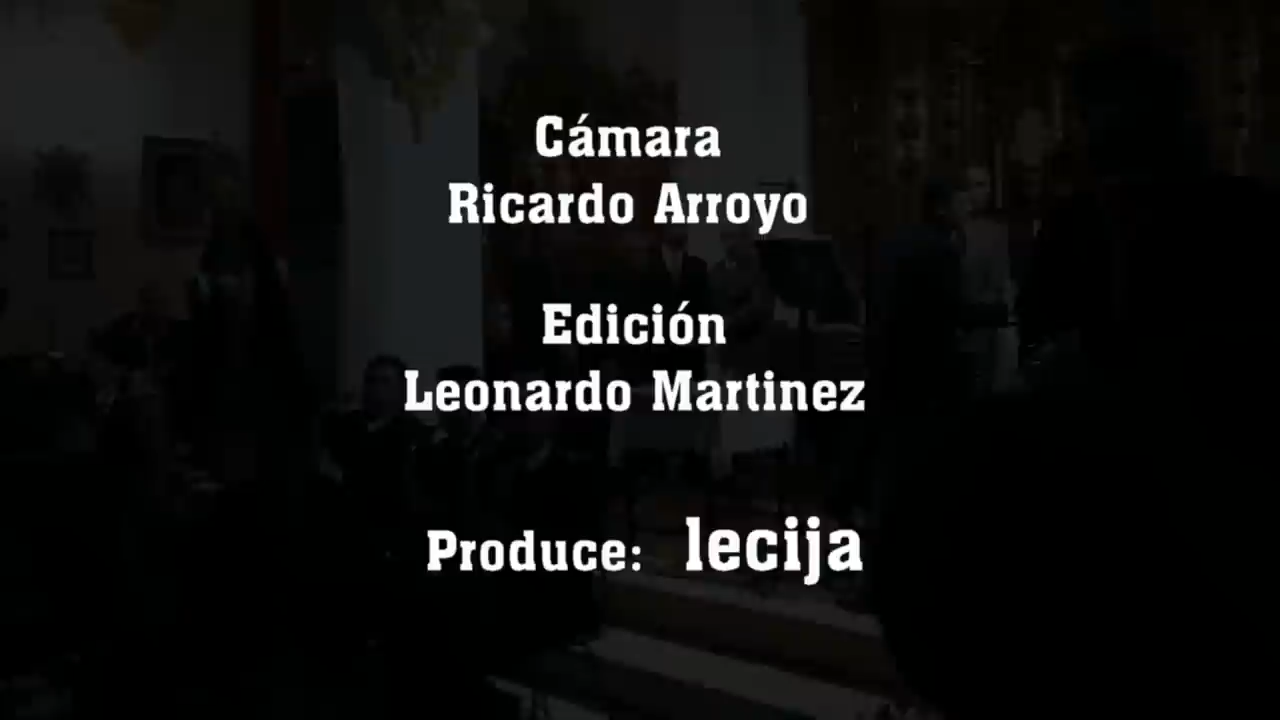 Cámara
Ricardo Arroyo
Edición
Leonardo Martinez
Produce: lecija